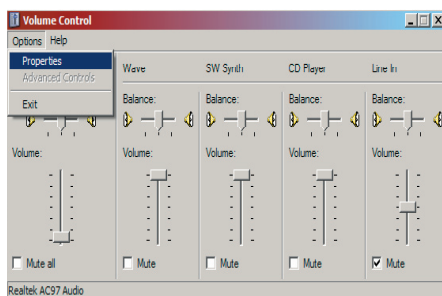 Volume Control
Options Help
Properties
Advanced Controls
Exit
Wave
SW Synth
CD Player
Line In
Balance:
Balance:
Balance:
Balance:
Volume:
Volume:
Volume:
Volume:
Volume:
Mute all
Mute
Mute
Mute
Mute
Realtek AC97 Audio